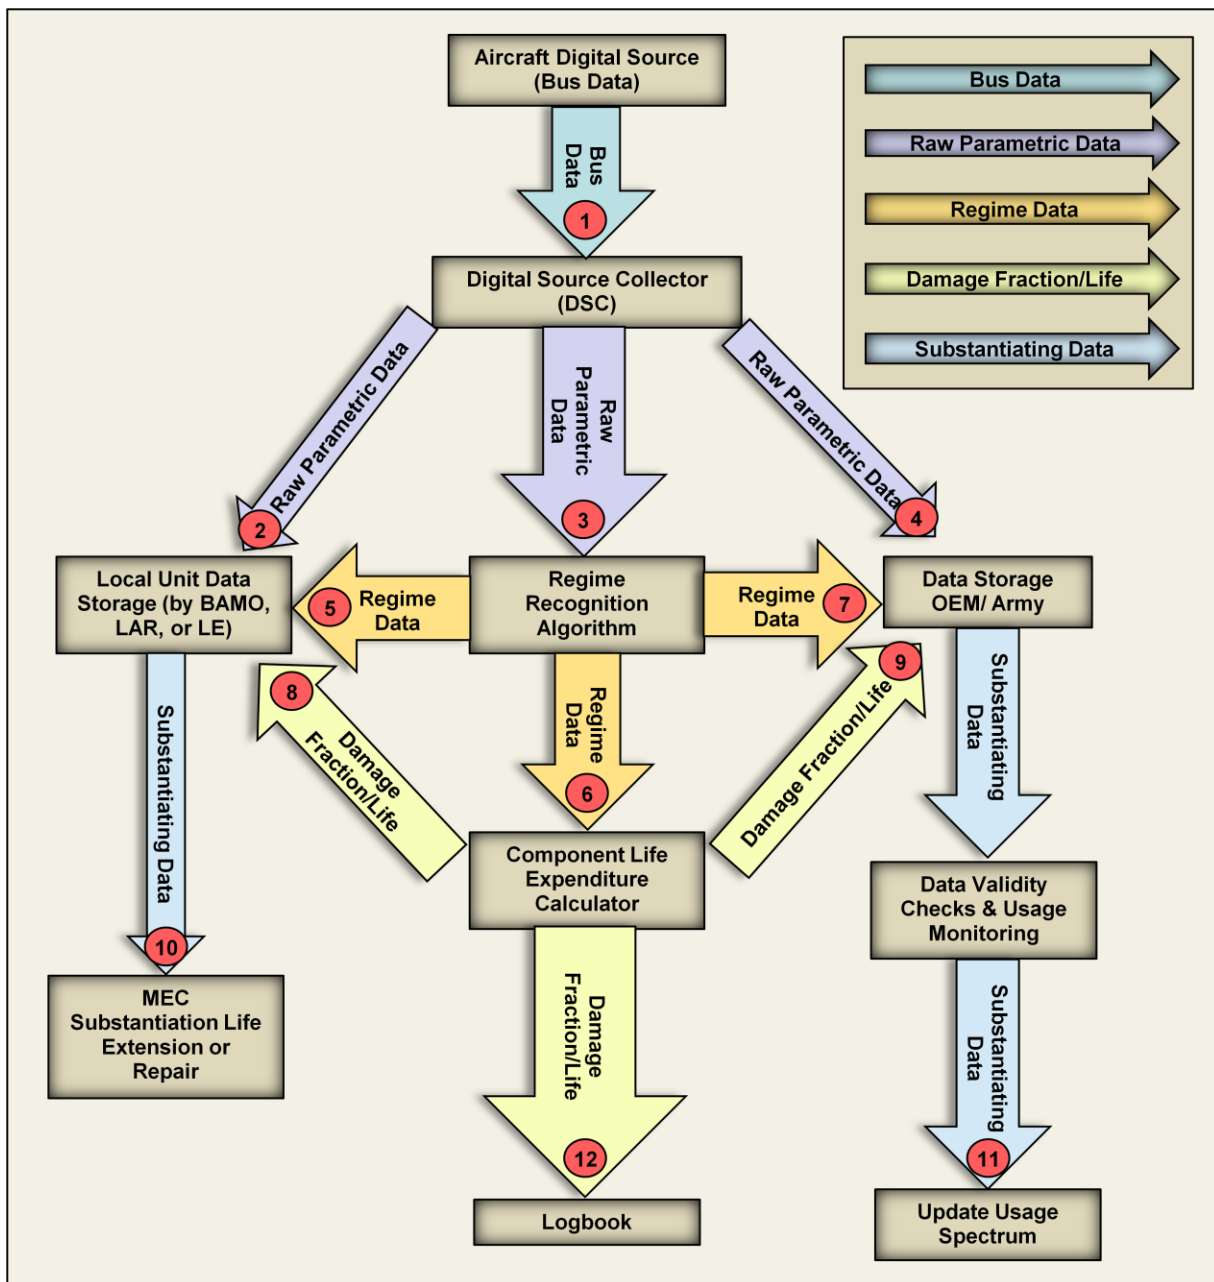 Aircraft Digital Source
(Bus Data)
Bus Data
Raw Parametric Data
Regime Data
Damage Fraction/Life
Substantiating Data
Bus
Data
1
Digital Source Collector
(DSC)
Raw Parametric Data
Raw
Parametric
Data
Raw Parametric Data
2
3
4
Local Unit Data
Storage (by BAMO,
LAR, or LE)
5
Regime
Data
Regime
Recognition
Algorithm
Regime
Data
7
Data Storage
OEM/ Army
8
Damage
Fraction/Life
Regime
Data
6
9
Damage Fraction/Life
Substantiating
Data
Substantiating Data
10
Component Life
Expenditure
Calculator
Data Validity
Checks & Usage
Monitoring
MEC
Substantiation Life
Extension or
Repair
Damage
Fraction/Life
12
Substantiating
Data
11
Logbook
Update Usage
Spectrum